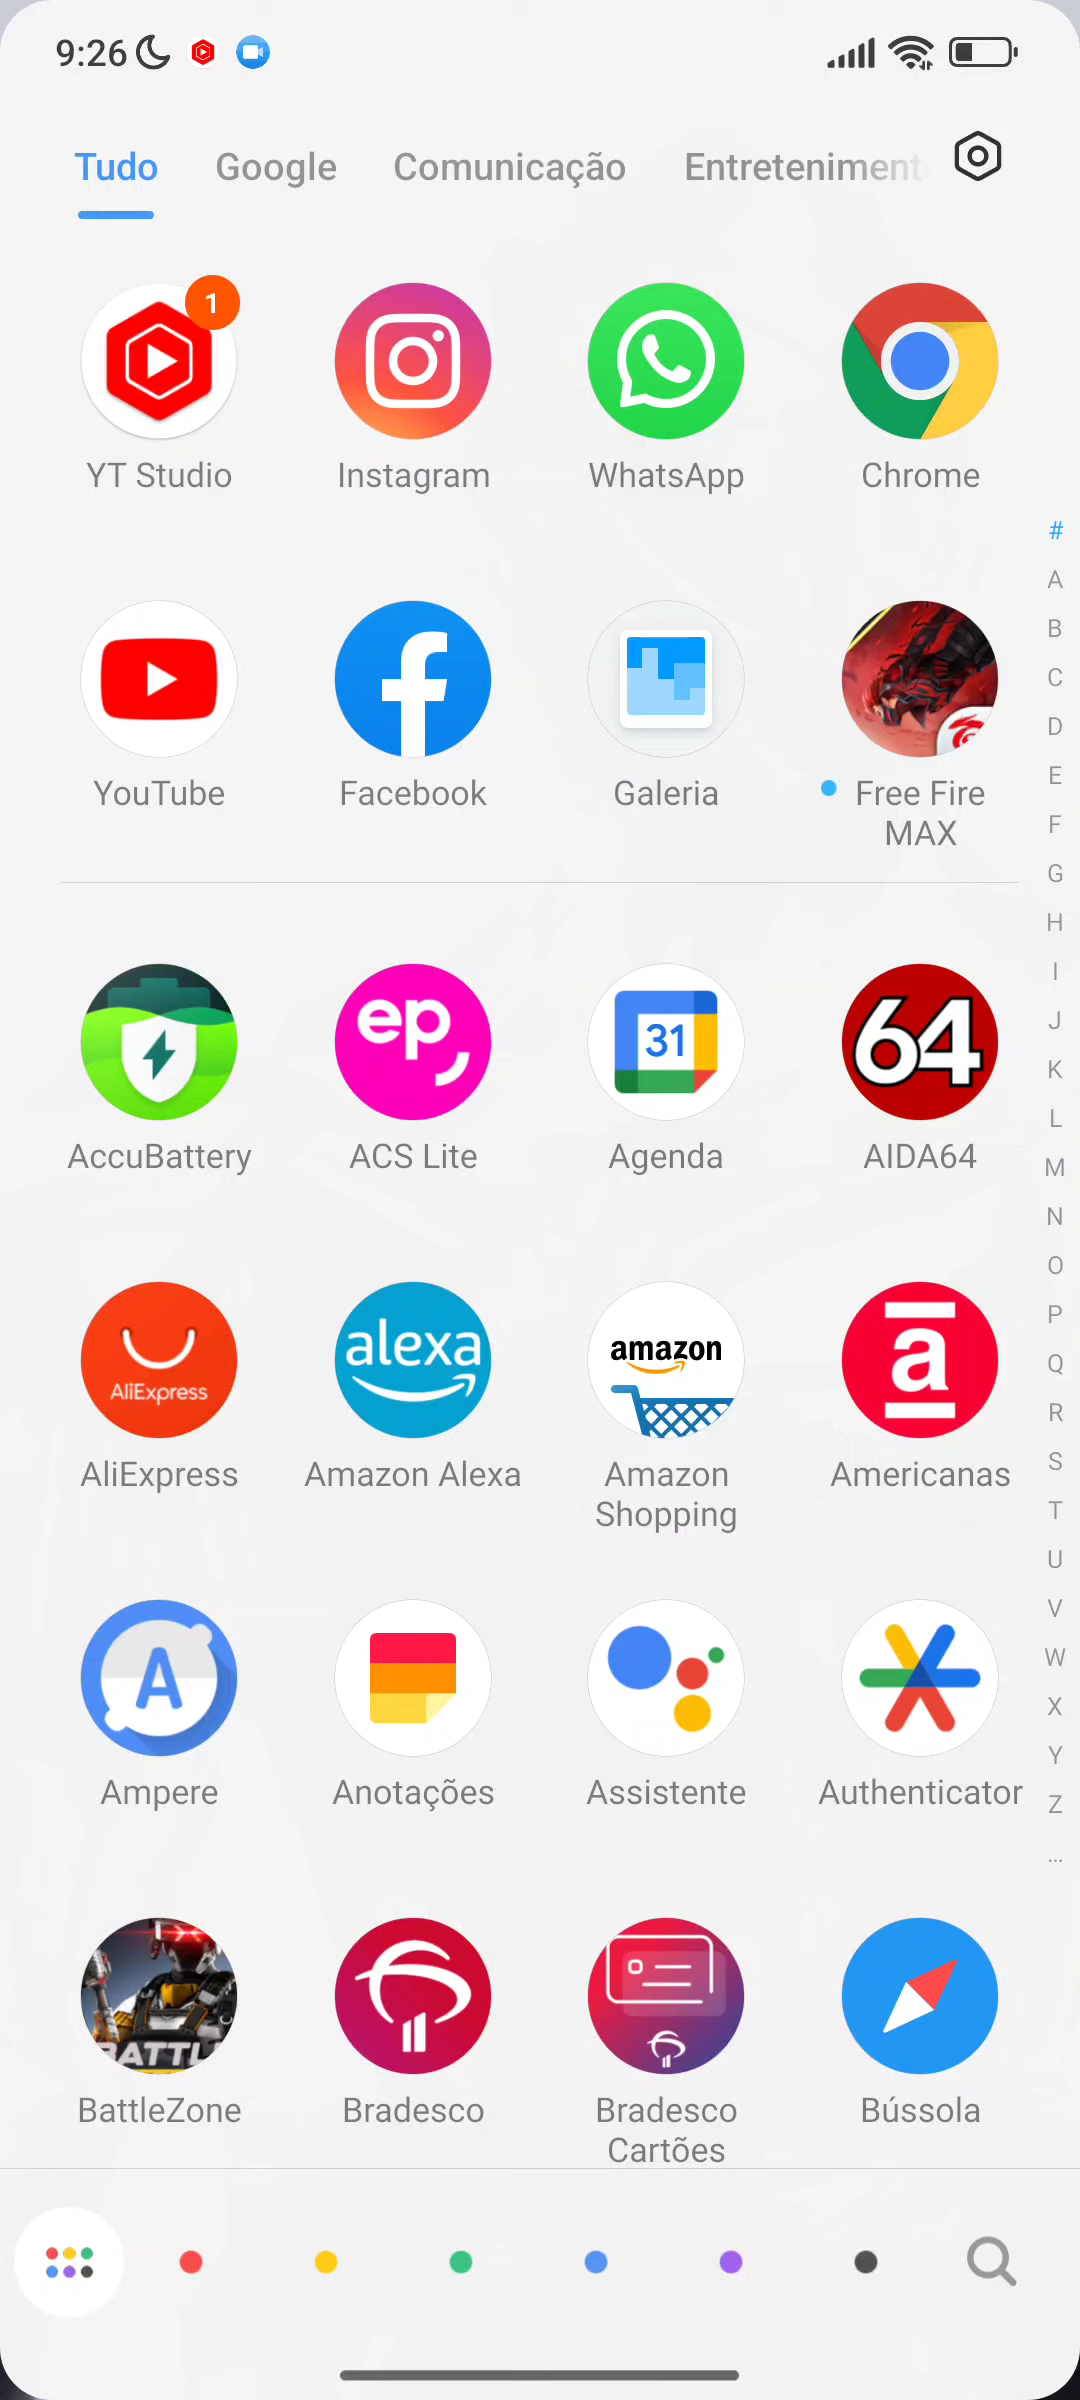 9:26
Tudo Google Comunicação Entreteniment
1
YT Studio Instagram WhatsApp Chrome
#
A
B
C
D
E
F
G
H
I
J
K
L
M
N
O
P
Q
R
S
T
U
V
W
X
Y
Z
...
YouTube Facebook Galeria Free Fire
MAX
ep 31 64
AccuBattery ACS Lite Agenda AIDA64
AliExpress alexa amazon a
AliExpress Amazon Alexa Amazon Americanas
Shopping
A
Ampere Anotações Assistente Authenticator
BATTL
BattleZone Bradesco Bradesco Bússola
Cartões